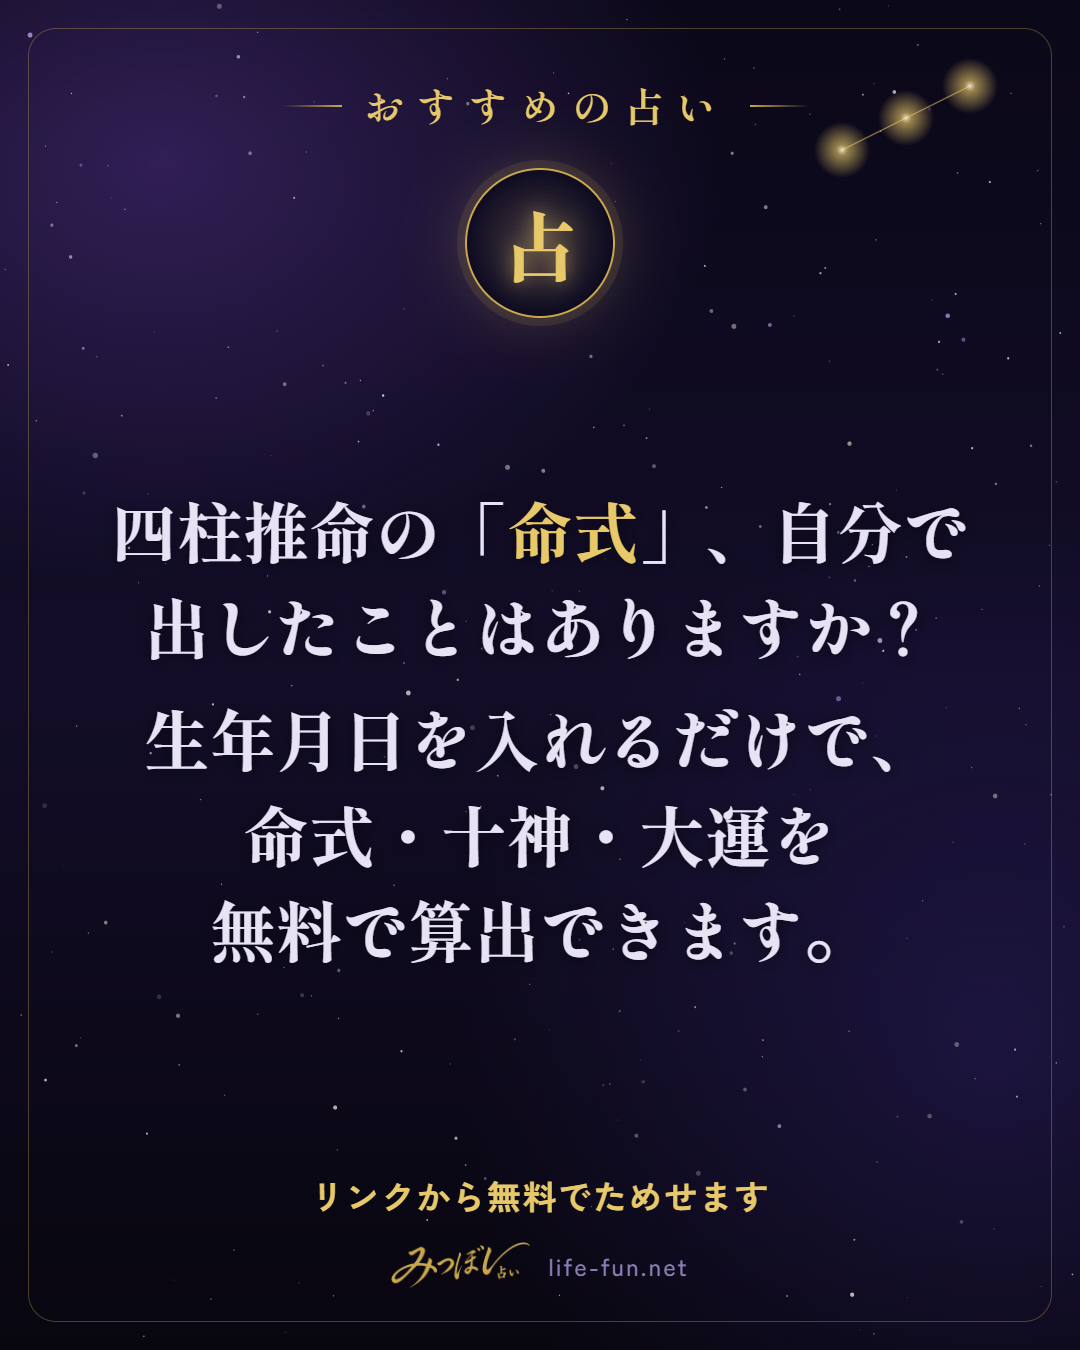 おすすめの占い
占
四柱推命の「命式」、自分で
出したことはありますか？
生年月日を入れるだけで、
命式・十神・大運を
無料で算出できます。
リンクから無料でためせます
みつぼし占い life-fun.net